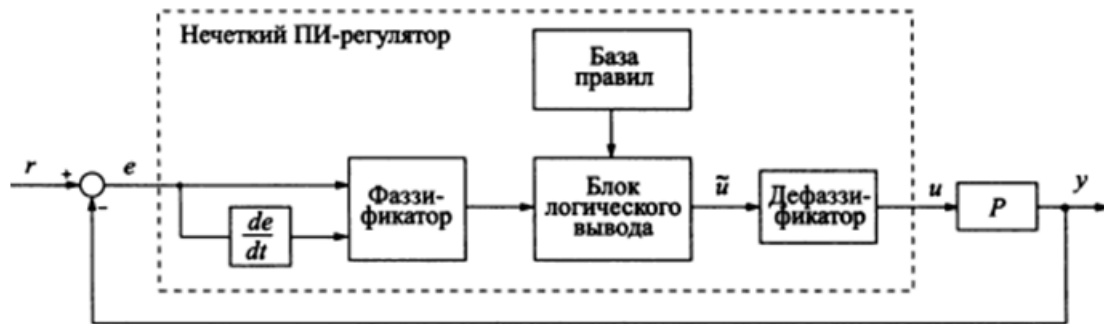 Нечеткий ПИ-регулятор
База
правил
r
+
e
−
de
dt
Фаззи-
фикатор
Блок
логического
вывода
ũ
Дефаззи-
фикатор
u
P
y